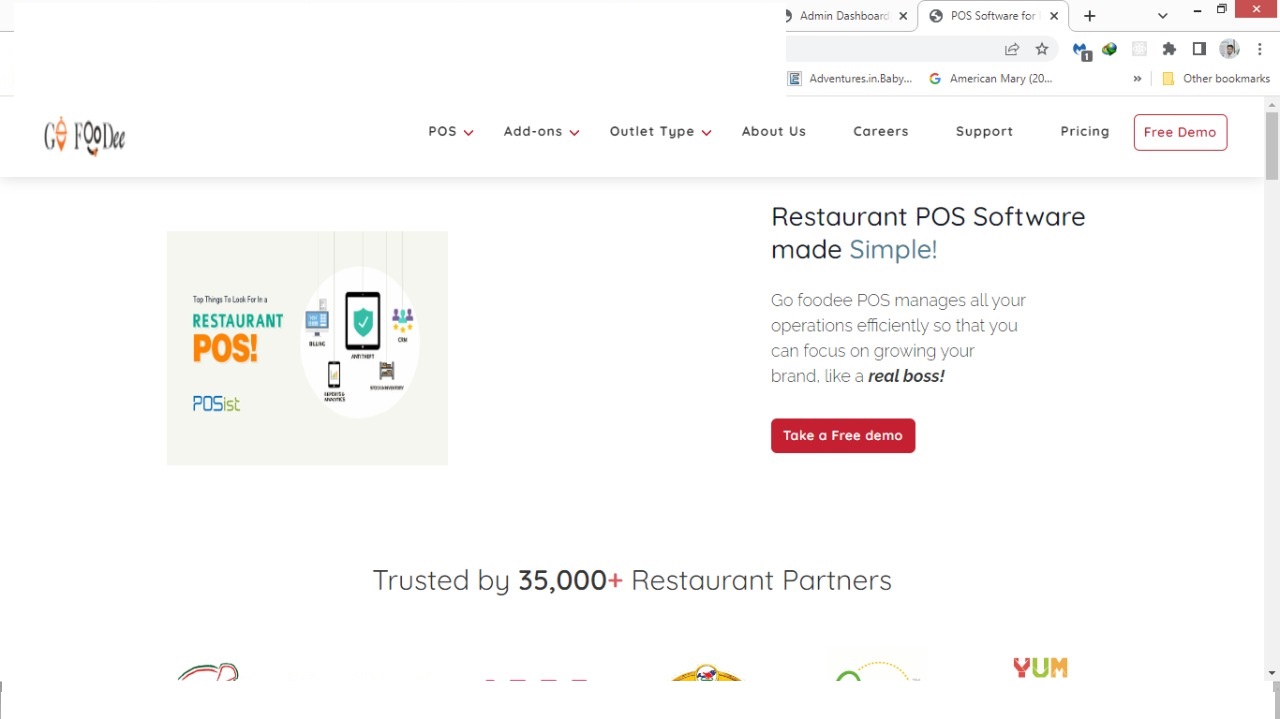 Admin Dashboard
POS Software for
1
Adventures.in.Baby...
American Mary (20...
»
Other bookmarks
GO FOODee
POS
Add-ons
Outlet Type
About Us
Careers
Support
Pricing
Free Demo
Restaurant POS Software
made Simple!
Top Things To Look For In a
RESTAURANT
POS!
POSist
BILLING
ANTI THEFT
CRM
REPORTS &
ANALYTICS
STOCK & INVENTORY
Go foodee POS manages all your
operations efficiently so that you
can focus on growing your
brand, like a real boss!
Take a Free demo
Trusted by 35,000+ Restaurant Partners
YUM